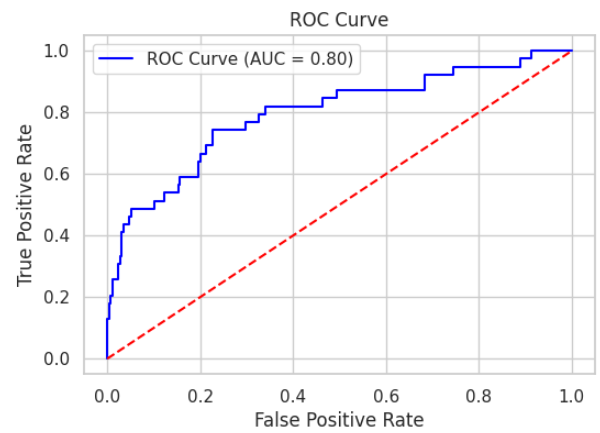 ROC Curve
ROC Curve (AUC = 0.80)
True Positive Rate
1.0
0.8
0.6
0.4
0.2
0.0
0.0 0.2 0.4 0.6 0.8 1.0
False Positive Rate